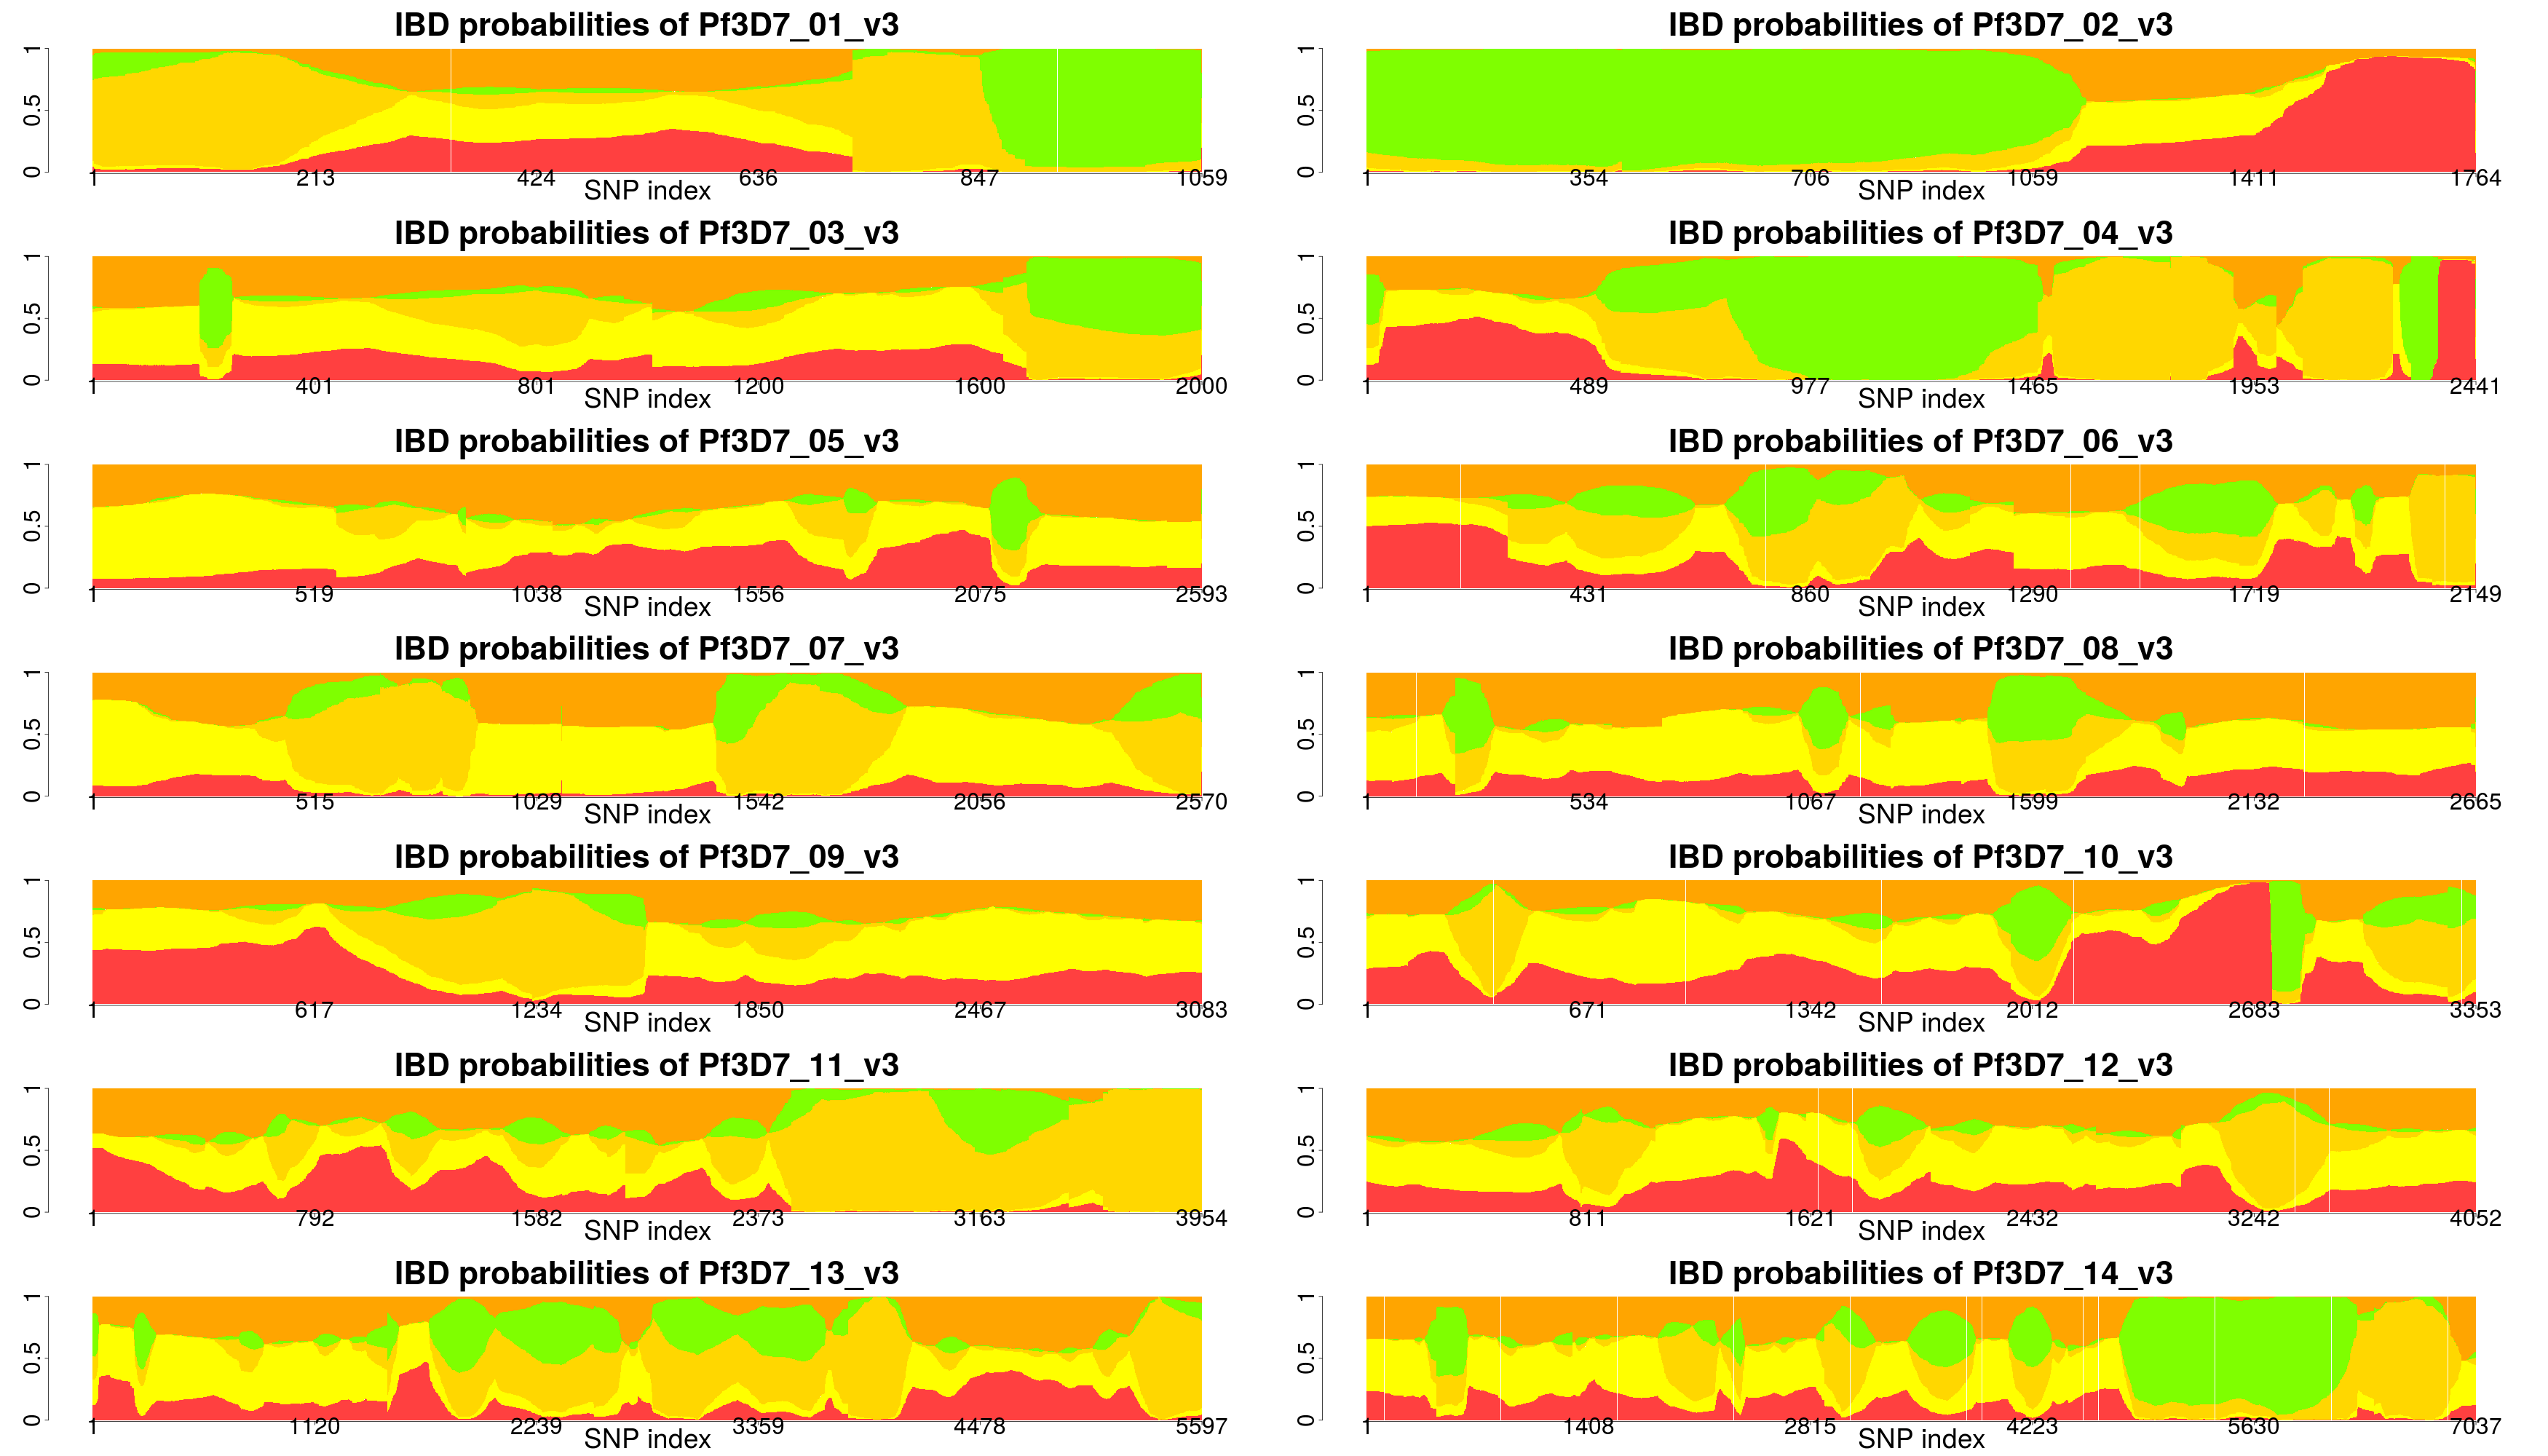 IBD probabilities of Pf3D7_01_v3
1
0.5
0
1 213 424 636 847 1059
SNP index
IBD probabilities of Pf3D7_02_v3
1
0.5
0
1 354 706 1059 1411 1764
SNP index
IBD probabilities of Pf3D7_03_v3
1
0.5
0
1 401 801 1200 1600 2000
SNP index
IBD probabilities of Pf3D7_04_v3
1
0.5
0
1 489 977 1465 1953 2441
SNP index
IBD probabilities of Pf3D7_05_v3
1
0.5
0
1 519 1038 1556 2075 2593
SNP index
IBD probabilities of Pf3D7_06_v3
1
0.5
0
1 431 860 1290 1719 2149
SNP index
IBD probabilities of Pf3D7_07_v3
1
0.5
0
1 515 1029 1542 2056 2570
SNP index
IBD probabilities of Pf3D7_08_v3
1
0.5
0
1 534 1067 1599 2132 2665
SNP index
IBD probabilities of Pf3D7_09_v3
1
0.5
0
1 617 1234 1850 2467 3083
SNP index
IBD probabilities of Pf3D7_10_v3
1
0.5
0
1 671 1342 2012 2683 3353
SNP index
IBD probabilities of Pf3D7_11_v3
1
0.5
0
1 792 1582 2373 3163 3954
SNP index
IBD probabilities of Pf3D7_12_v3
1
0.5
0
1 811 1621 2432 3242 4052
SNP index
IBD probabilities of Pf3D7_13_v3
1
0.5
0
1 1120 2239 3359 4478 5597
SNP index
IBD probabilities of Pf3D7_14_v3
1
0.5
0
1 1408 2815 4223 5630 7037
SNP index